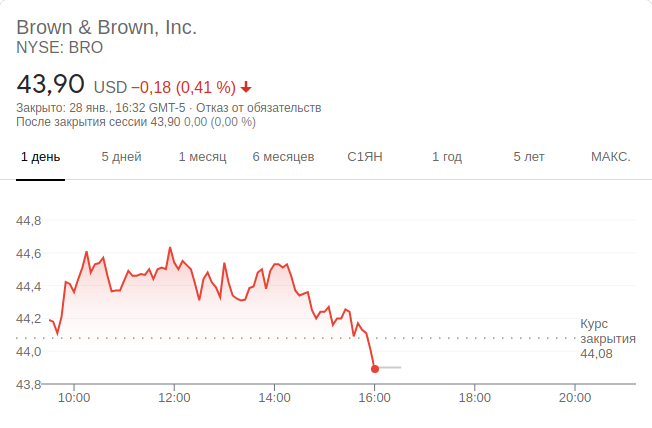 Brown & Brown, Inc.
NYSE: BRO
43,90 USD −0,18 (0,41 %)
Закрыто: 28 янв., 16:32 GMT-5 · Отказ от обязательств
После закрытия сессии 43,90 0,00 (0,00 %)
1 день 5 дней 1 месяц 6 месяцев С1ЯН 1 год 5 лет МАКС.
44,8
44,6
44,4
44,2
44,0
43,8
Курс
закрытия
44,08
10:00 12:00 14:00 16:00 18:00 20:00